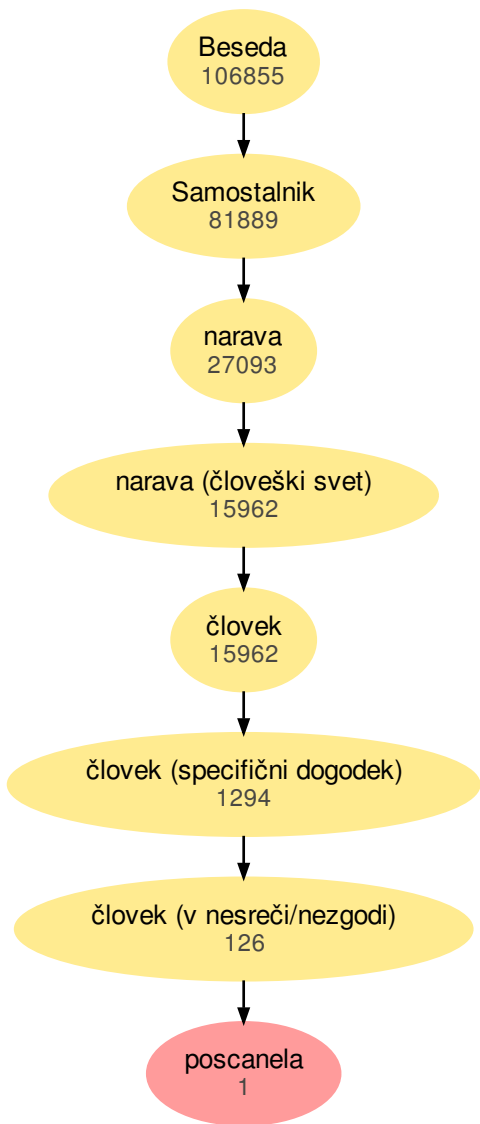 Beseda
106855
Samostalnik
81889
narava
27093
narava (človeški svet)
15962
človek
15962
človek (specifični dogodek)
1294
človek (v nesreči/nezgodi)
126
poscanela
1